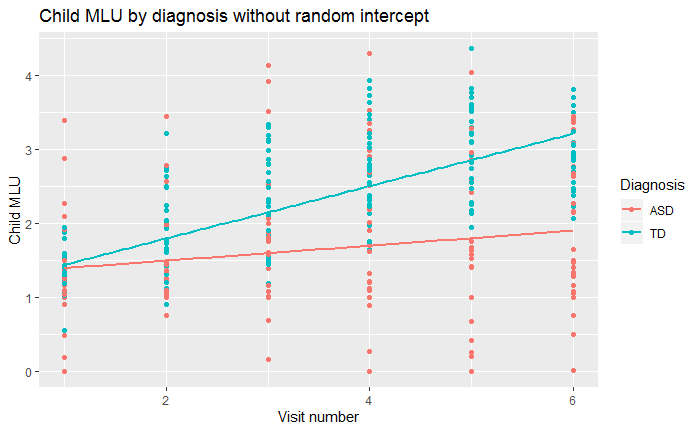 Child MLU by diagnosis without random intercept
Child MLU
4
3
2
1
0
2
4
6
Visit number
Diagnosis
ASD
TD